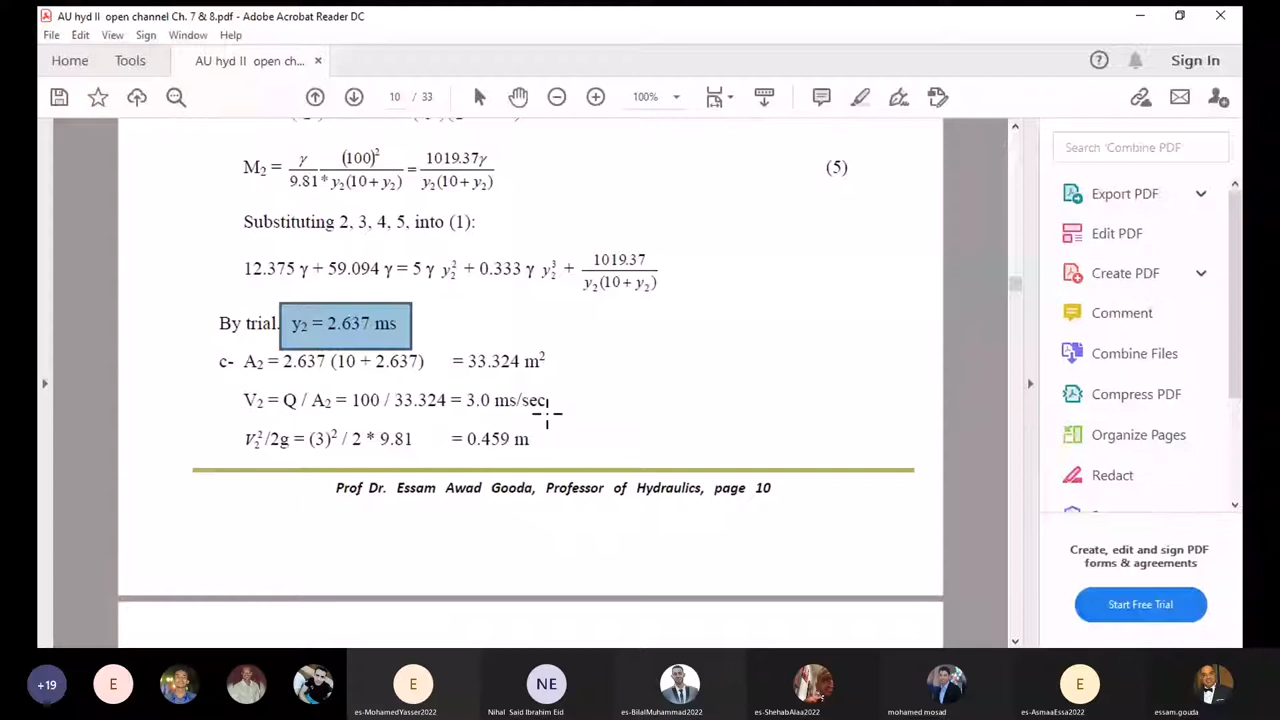 AU hyd II open channel Ch. 7 & 8.pdf - Adobe Acrobat Reader DC
File Edit View Sign Window Help
Home Tools AU hyd II open ch... × Sign In
10 / 33 100%
M₂ = γ/9.81 * (100)²/y₂(10 + y₂) = 1019.37γ/y₂(10 + y₂) (5)
Substituting 2, 3, 4, 5, into (1):
12.375 γ + 59.094 γ = 5 γ y₂² + 0.333 γ y₂³ + 1019.37/y₂(10 + y₂)
By trial. y₂ = 2.637 ms
c- A₂ = 2.637 (10 + 2.637) = 33.324 m²
V₂ = Q / A₂ = 100 / 33.324 = 3.0 ms/sec
V₂²/2g = (3)² / 2 * 9.81 = 0.459 m
Prof Dr. Essam Awad Gooda, Professor of Hydraulics, page 10
Search 'Combine PDF'
Export PDF
Edit PDF
Create PDF
Comment
Combine Files
Compress PDF
Organize Pages
Redact
Create, edit and sign PDF
forms & agreements
Start Free Trial
+19 E E NE E
es-MohamedYasser2022 Nihal Said Ibrahim Eid es-BilalMuhammad2022 es-ShehabAlaa2022 mohamed mosad es-AsmaaEssa2022 essam.gouda